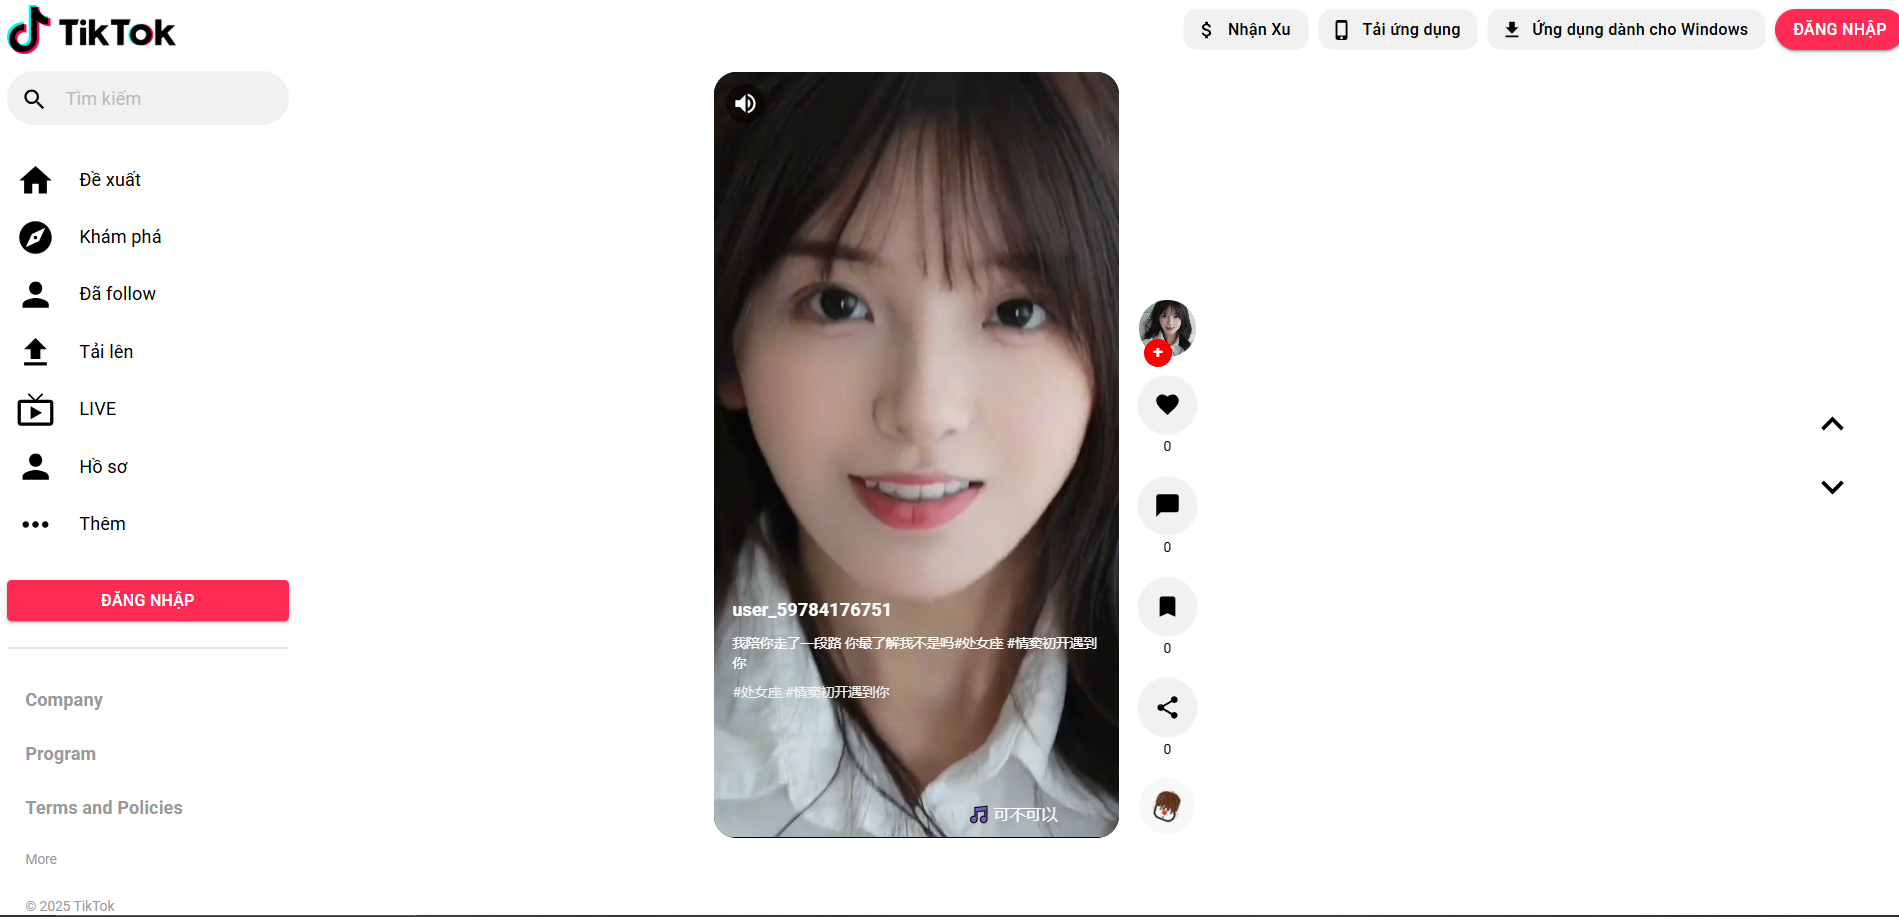 TikTok
Nhận Xu
Tải ứng dụng
Ứng dụng dành cho Windows
ĐĂNG NHẬP
Tìm kiếm
Đề xuất
Khám phá
Đã follow
Tải lên
LIVE
Hồ sơ
Thêm
ĐĂNG NHẬP
Company
Program
Terms and Policies
More
© 2025 TikTok
user_59784176751
我陪你走了一段路 你最了解我不是吗#处女座 #情窦初开遇到
你
#处女座 #情窦初开遇到你
可不可以
0
0
0
0